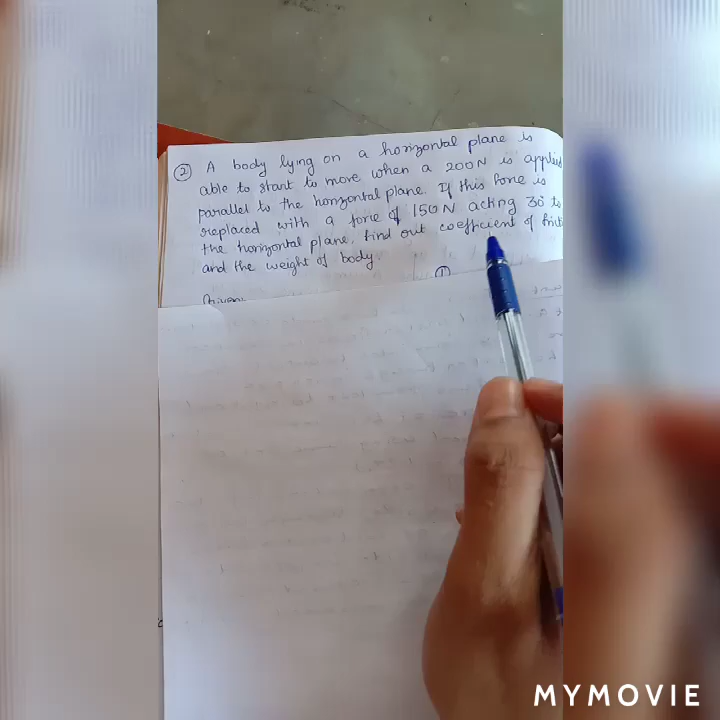 ② A body lying on a horizontal plane is
able to start to move when a 200N is applied
parallel to the horizontal plane. If this force is
replaced with a force of 150N acting 30° to
the horizontal plane, find out coefficient of frict
and the weight of body.
Given:
①
MYMOVIE